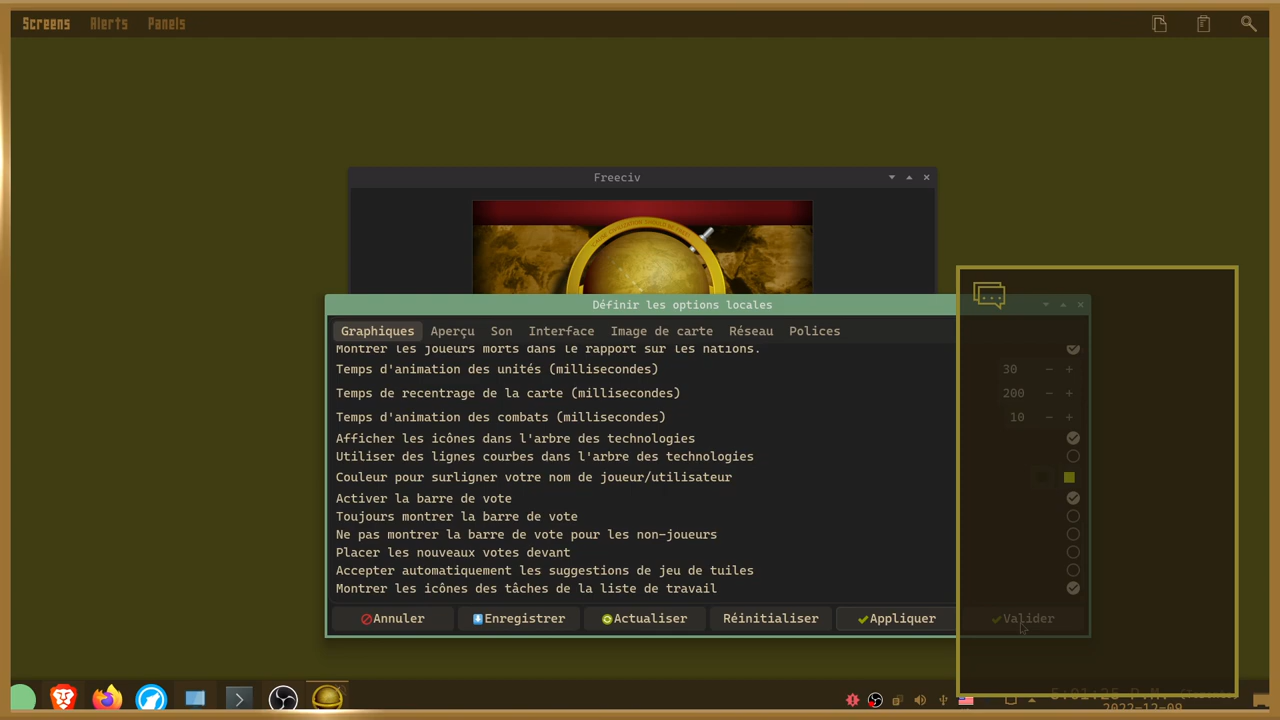 Screens Alerts Panels
Freeciv
Définir les options locales
Graphiques Aperçu Son Interface Image de carte Réseau Polices
Montrer les joueurs morts dans le rapport sur les nations.
Temps d'animation des unités (millisecondes) 30 − +
Temps de recentrage de la carte (millisecondes) 200 − +
Temps d'animation des combats (millisecondes) 10 − +
Afficher les icônes dans l'arbre des technologies
Utiliser des lignes courbes dans l'arbre des technologies
Couleur pour surligner votre nom de joueur/utilisateur
Activer la barre de vote
Toujours montrer la barre de vote
Ne pas montrer la barre de vote pour les non-joueurs
Placer les nouveaux votes devant
Accepter automatiquement les suggestions de jeu de tuiles
Montrer les icônes des tâches de la liste de travail
Annuler Enregistrer Actualiser Réinitialiser Appliquer Valider
P.M.
2022-12-09